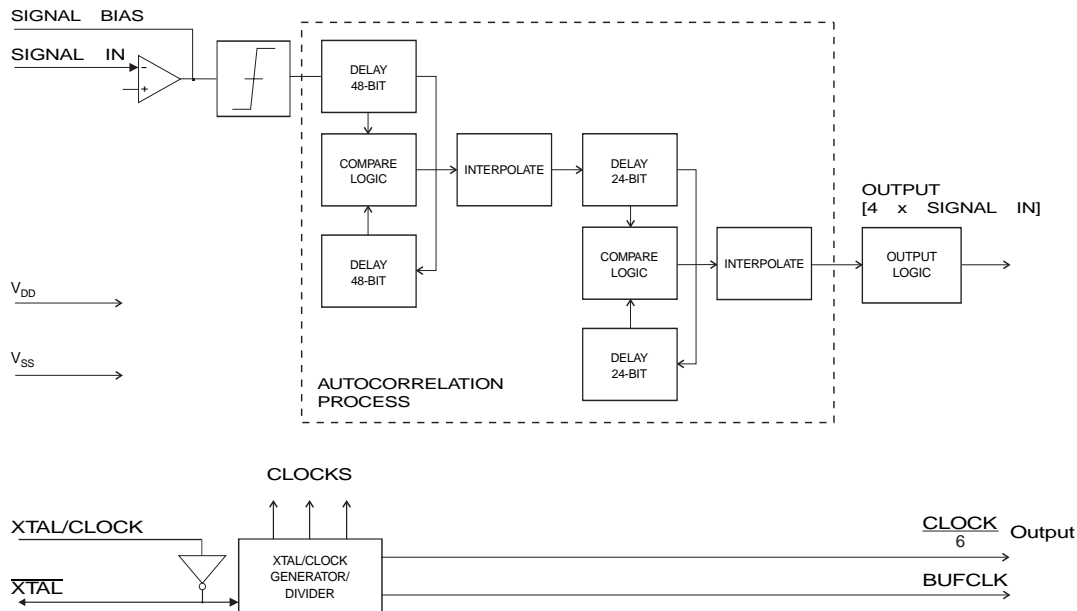 SIGNAL BIAS
SIGNAL IN
-
+
DELAY
48-BIT
COMPARE
LOGIC
DELAY
48-BIT
INTERPOLATE
DELAY
24-BIT
COMPARE
LOGIC
DELAY
24-BIT
INTERPOLATE
OUTPUT
[4 x SIGNAL IN]
OUTPUT
LOGIC
VDD
VSS
AUTOCORRELATION
PROCESS
CLOCKS
XTAL/CLOCK
XTAL
XTAL/CLOCK
GENERATOR/
DIVIDER
CLOCK
6
Output
BUFCLK